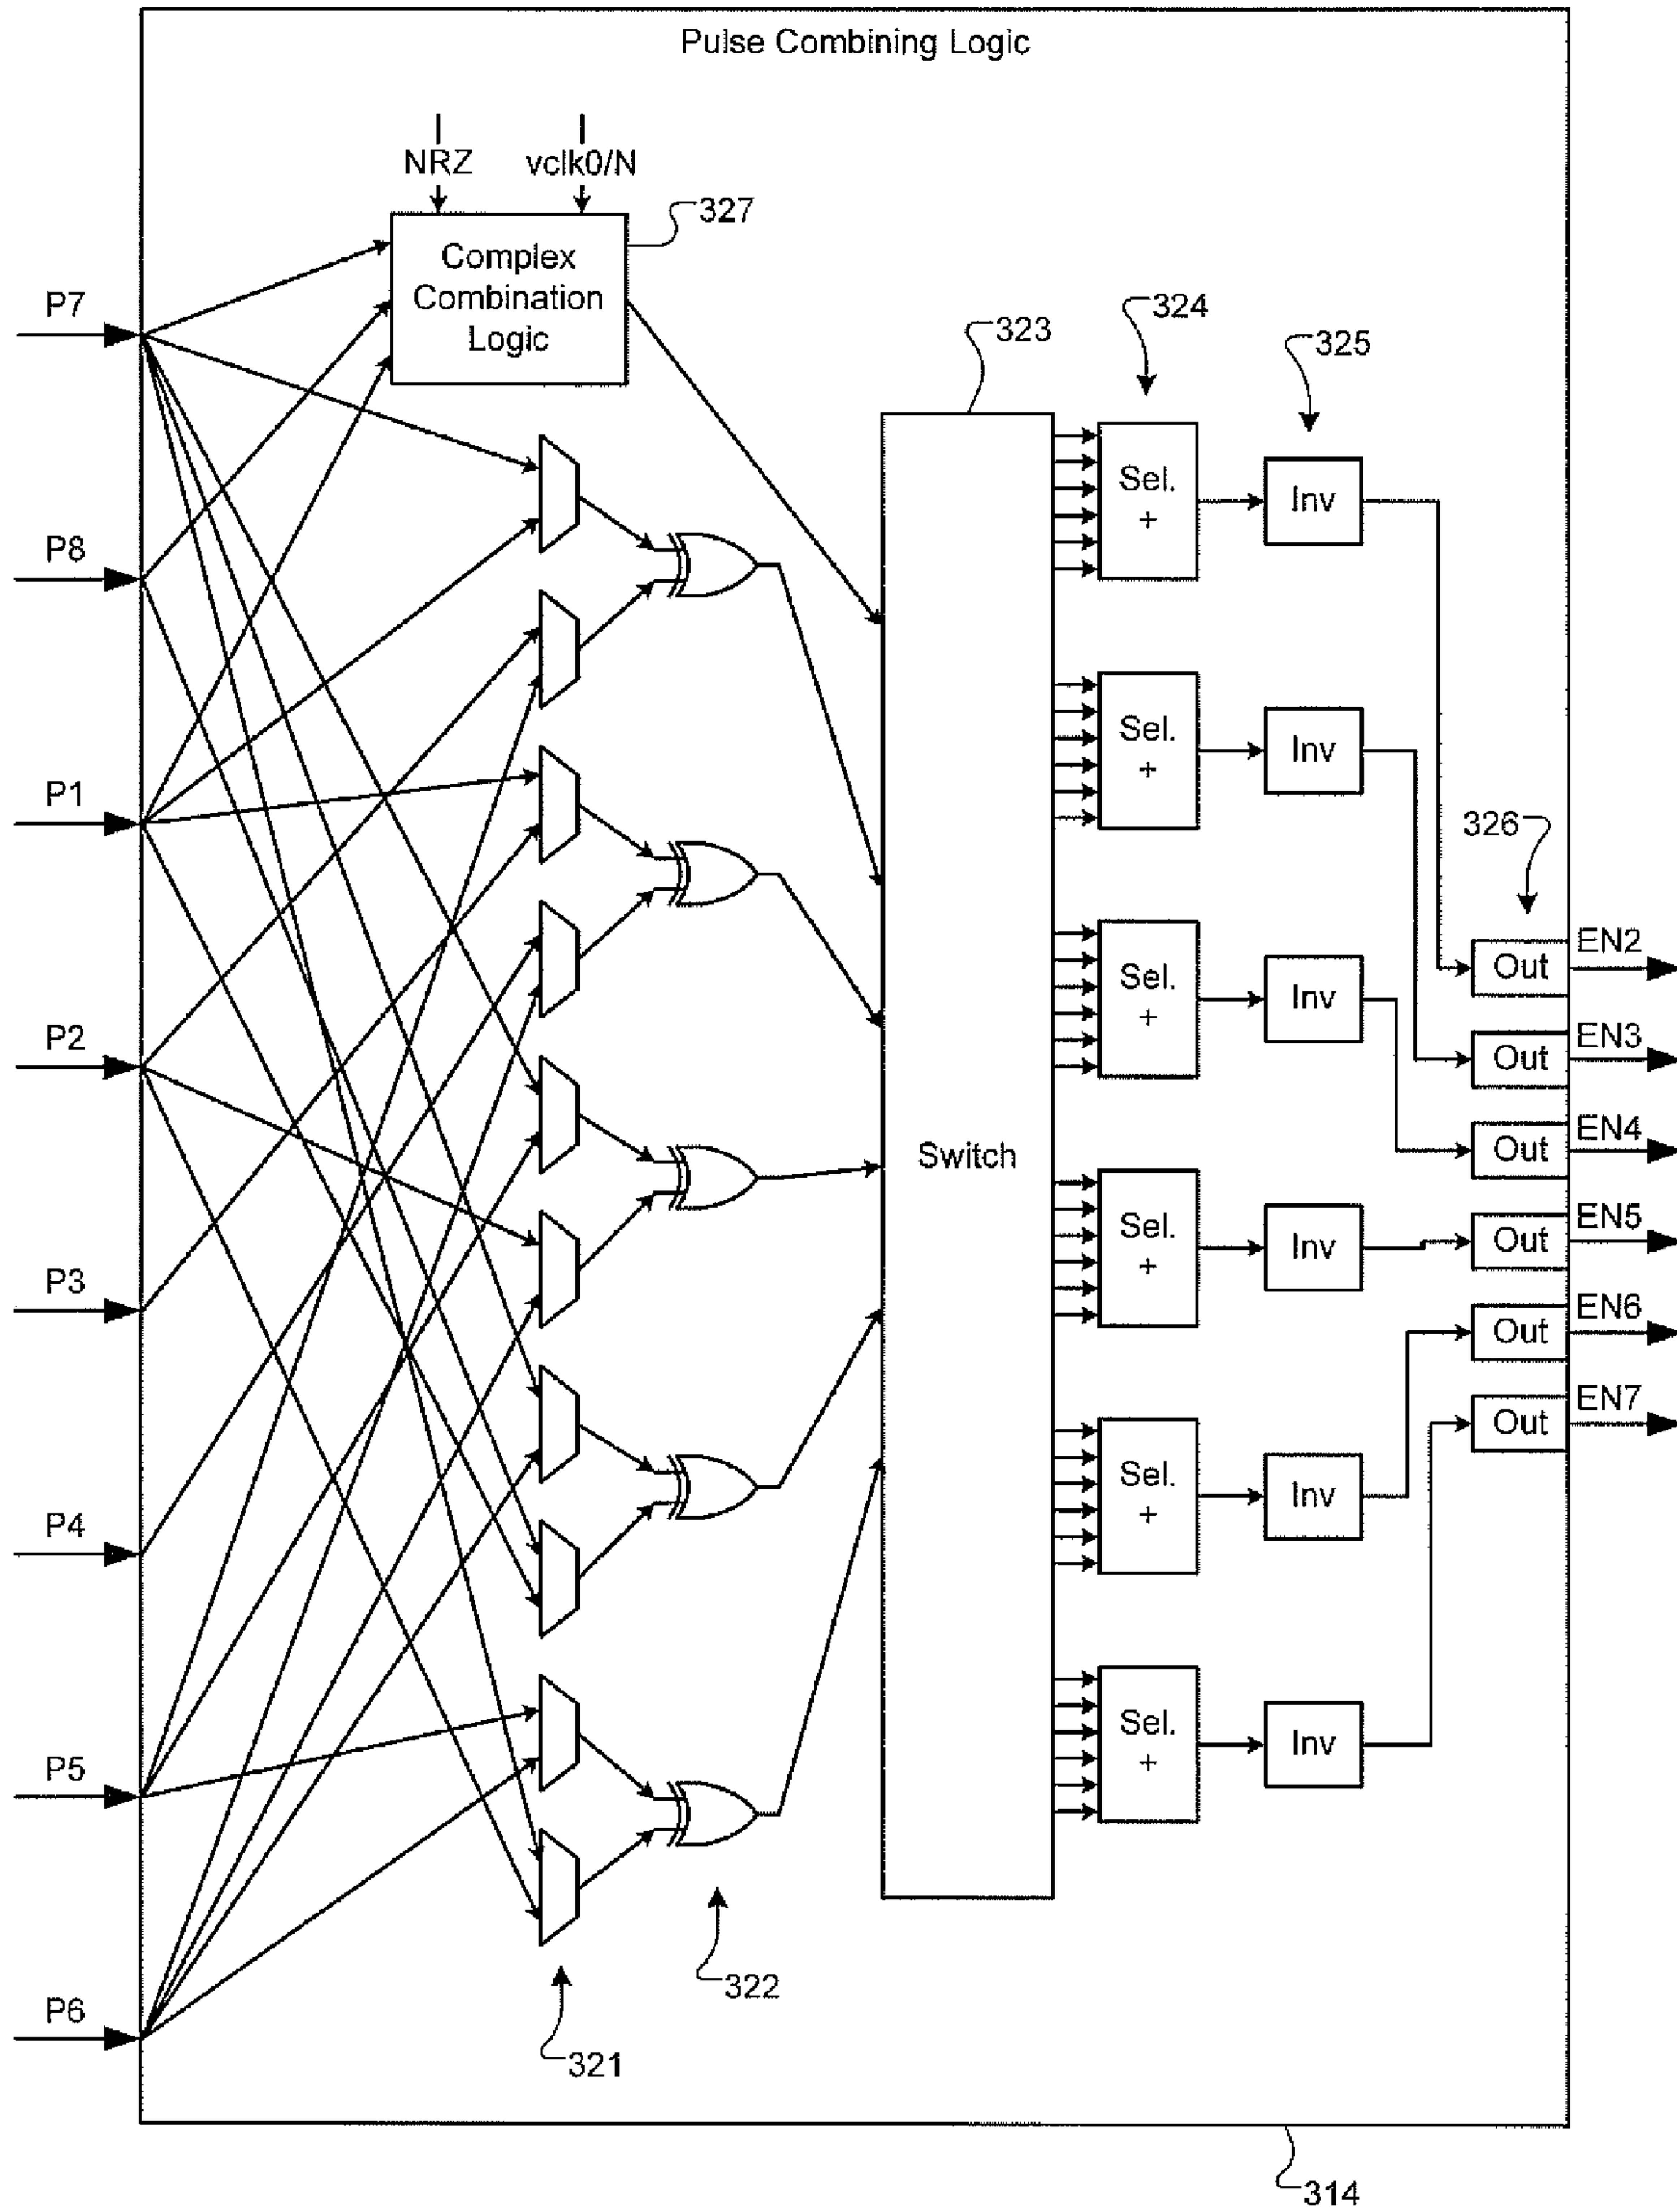 Pulse Combining Logic
NRZ
vclk0/N
327
Complex
Combination
Logic
P7
P8
P1
P2
P3
P4
P5
P6
321
322
323
Switch
324
325
Sel.
+
Inv
Sel.
+
Inv
Sel.
+
Inv
Sel.
+
Inv
Sel.
+
Inv
Sel.
+
Inv
326
Out
EN2
Out
EN3
Out
EN4
Out
EN5
Out
EN6
Out
EN7
314